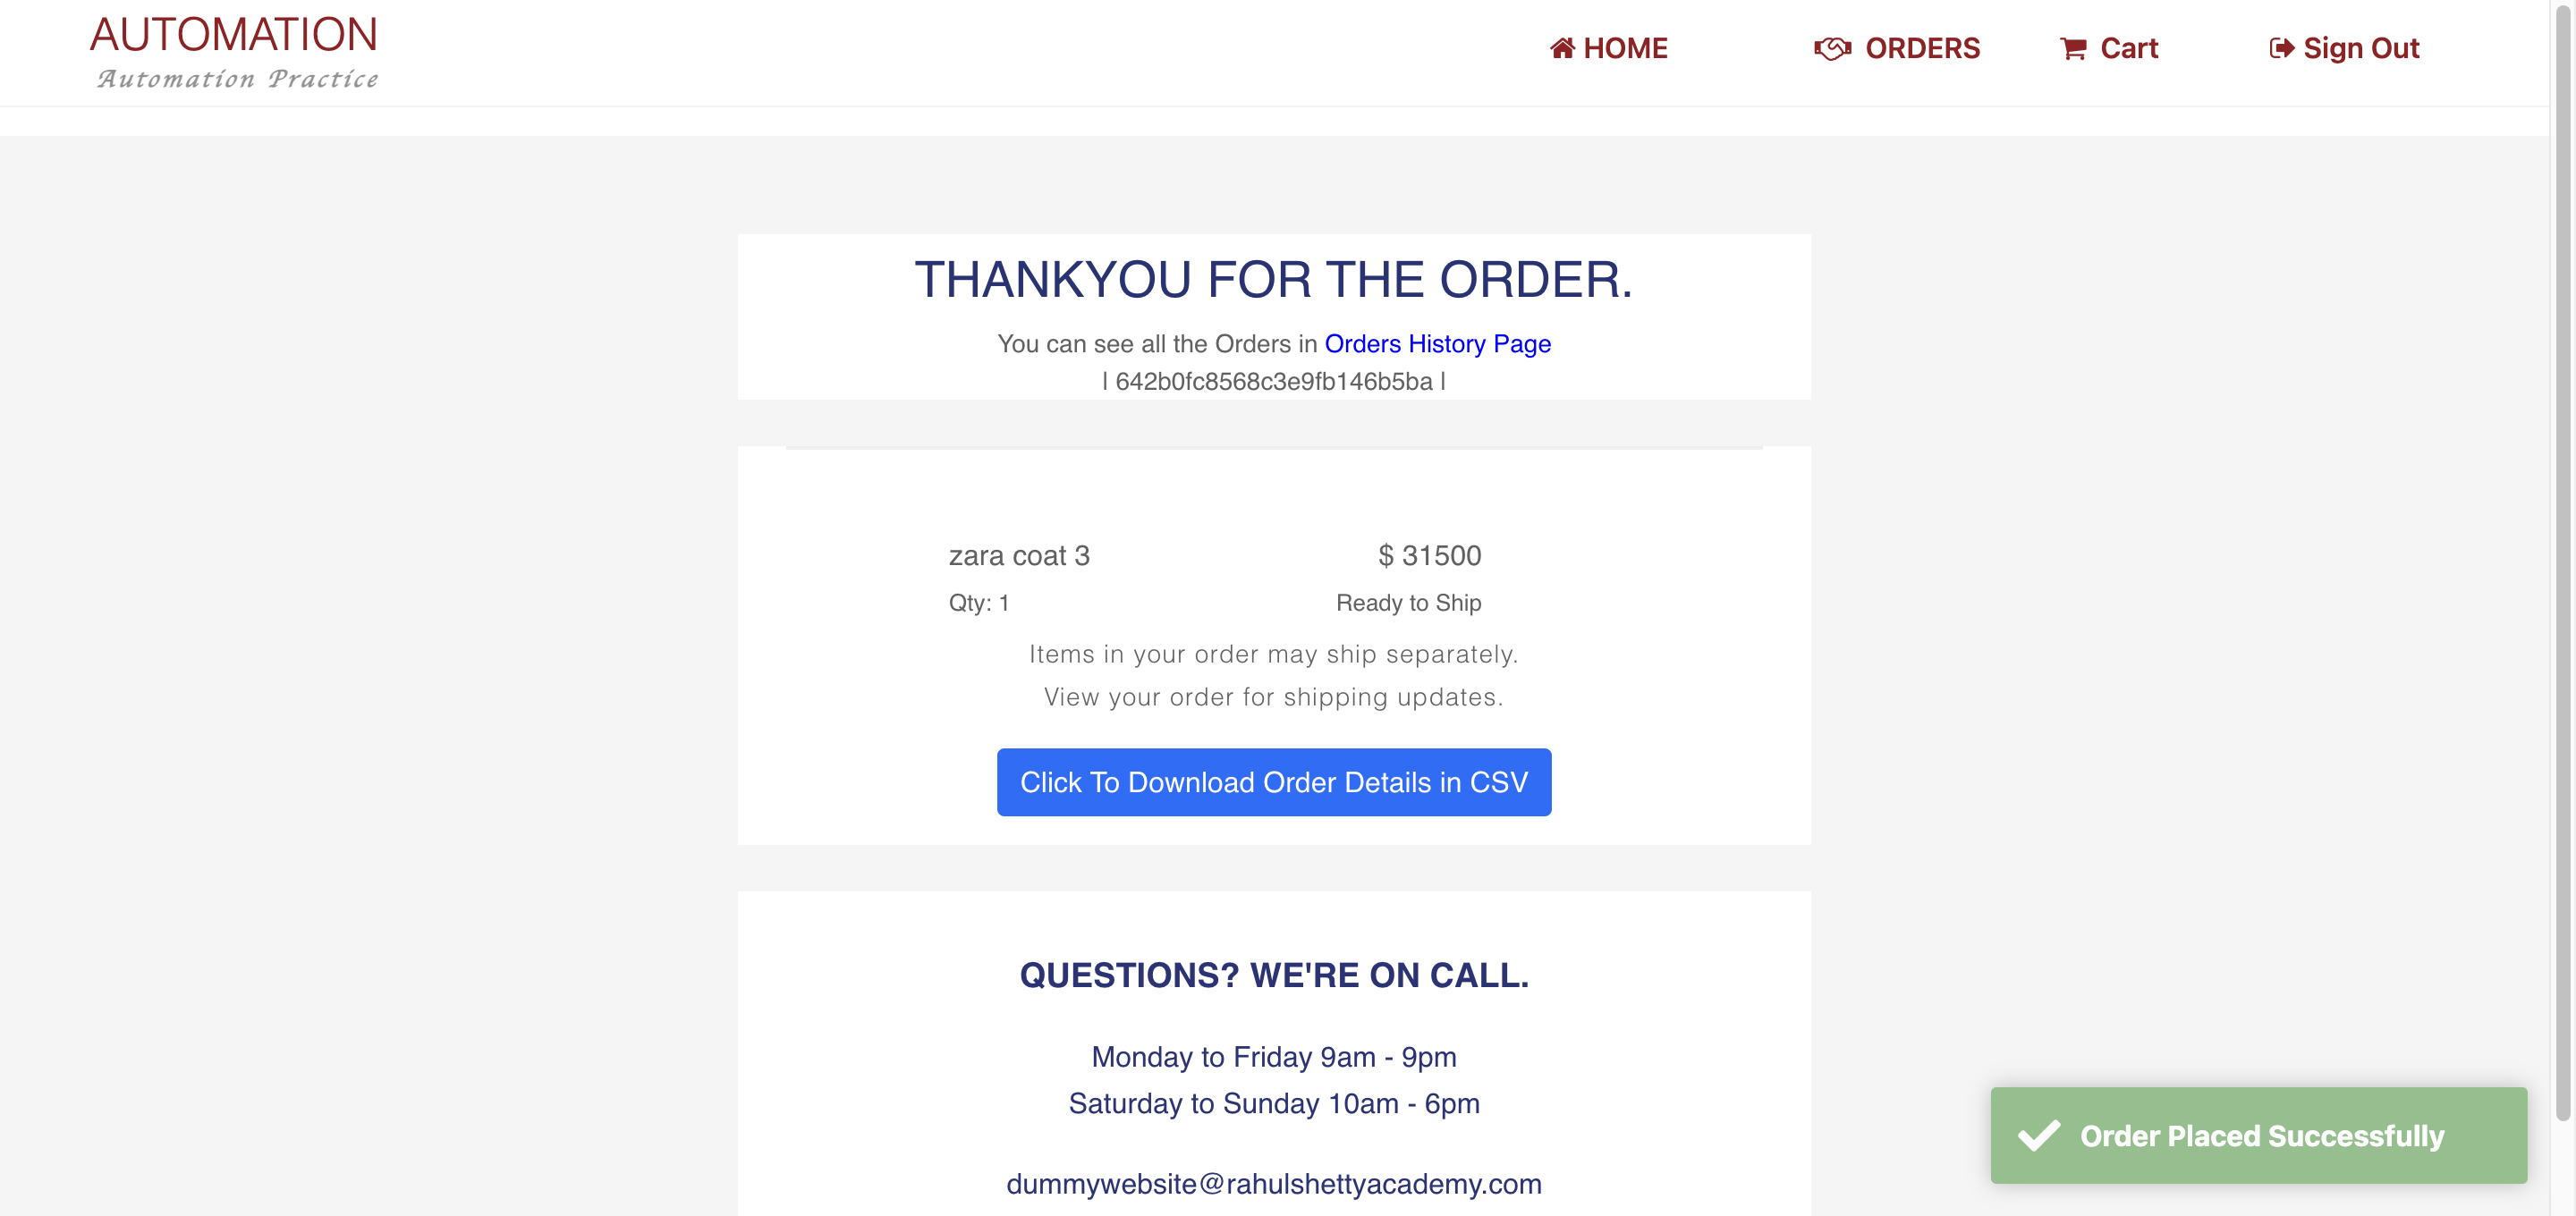 AUTOMATION
Automation Practice
HOME
ORDERS
Cart
Sign Out
THANKYOU FOR THE ORDER.
You can see all the Orders in Orders History Page
| 642b0fc8568c3e9fb146b5ba |
zara coat 3
$ 31500
Qty: 1
Ready to Ship
Items in your order may ship separately.
View your order for shipping updates.
Click To Download Order Details in CSV
QUESTIONS? WE'RE ON CALL.
Monday to Friday 9am - 9pm
Saturday to Sunday 10am - 6pm
Order Placed Successfully
dummywebsite@rahulshettyacademy.com